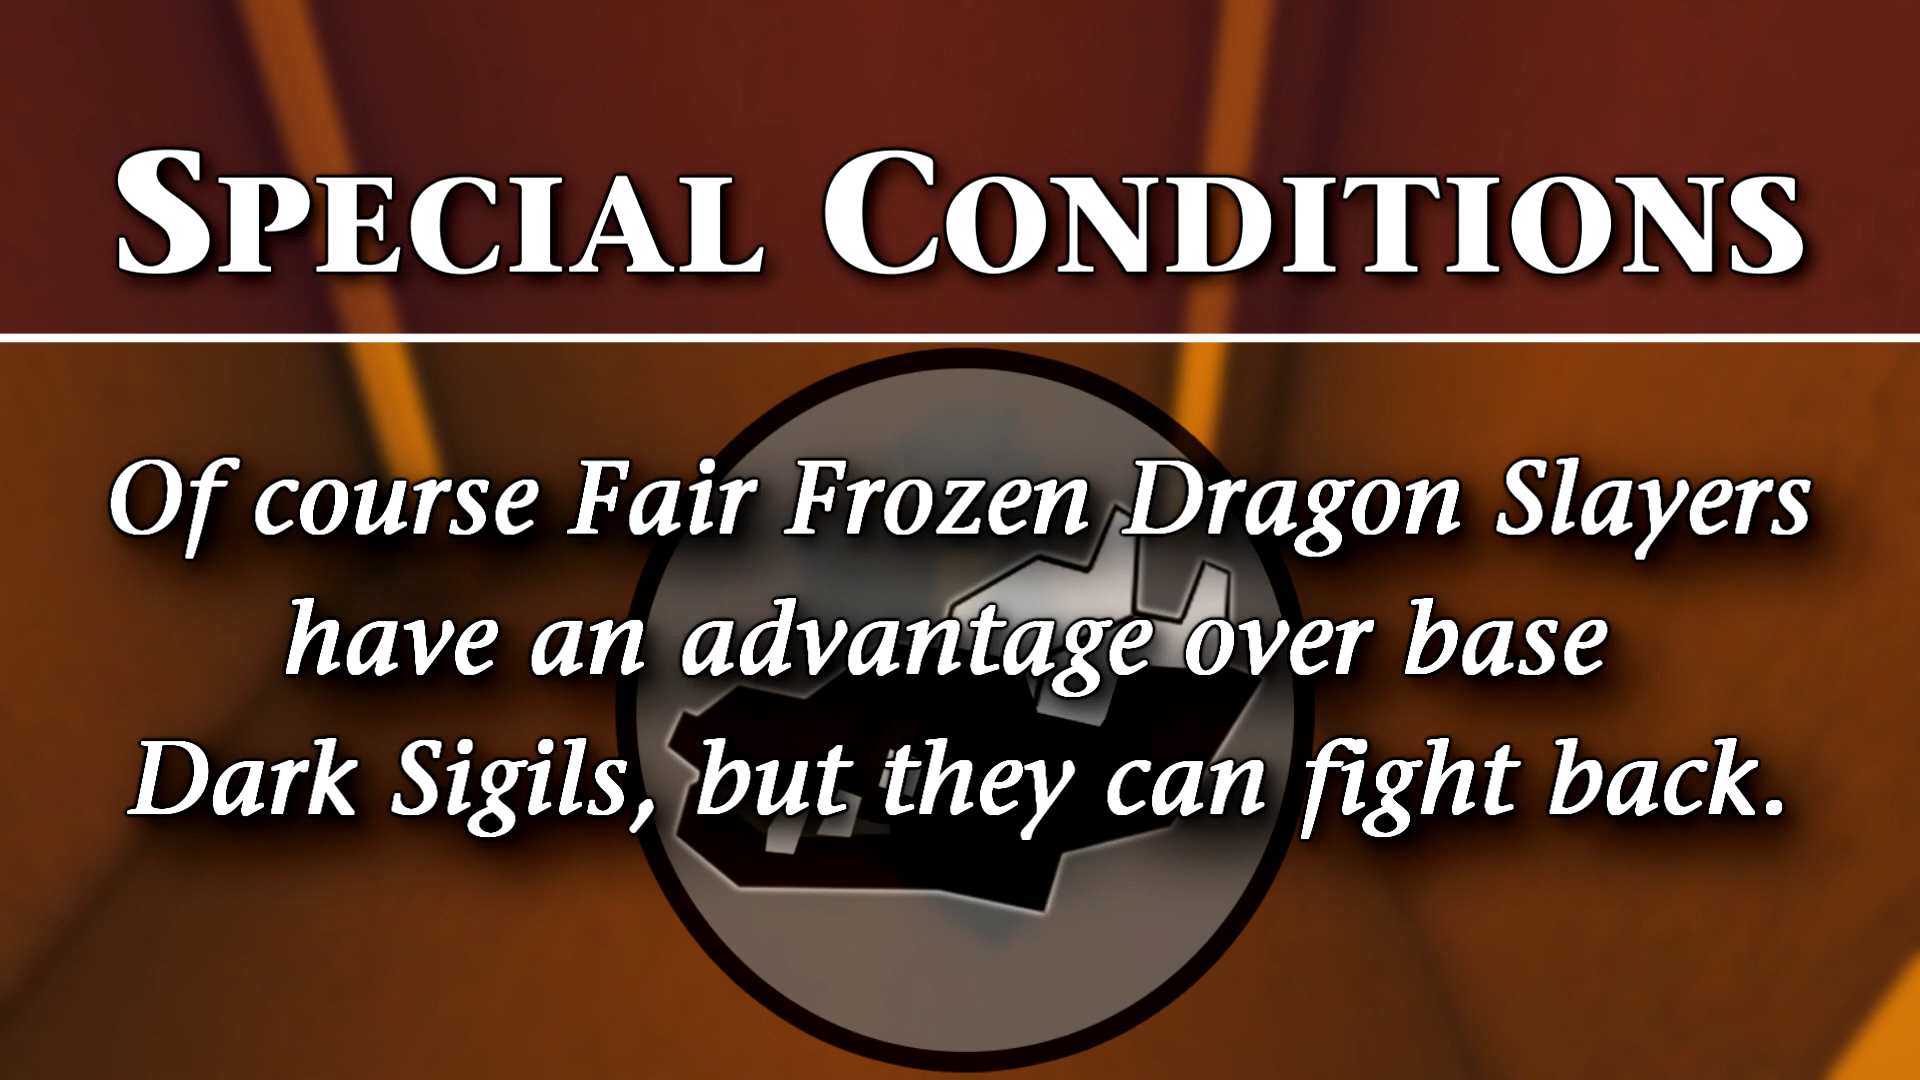 Special Conditions
Of course Fair Frozen Dragon Slayers
have an advantage over base
Dark Sigils, but they can fight back.